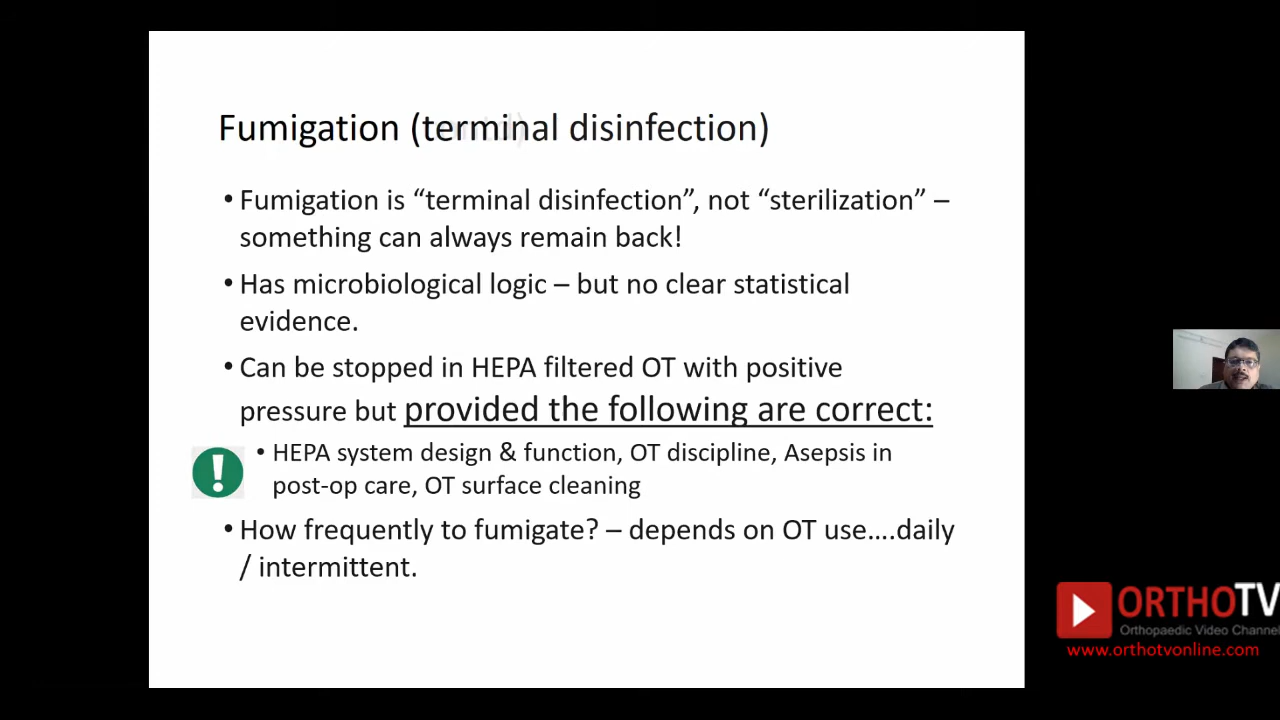 Fumigation (terminal disinfection)
• Fumigation is “terminal disinfection”, not “sterilization” –
something can always remain back!
• Has microbiological logic – but no clear statistical
evidence.
• Can be stopped in HEPA filtered OT with positive
pressure but provided the following are correct:
• HEPA system design & function, OT discipline, Asepsis in
post-op care, OT surface cleaning
• How frequently to fumigate? – depends on OT use….daily
/ intermittent.
ORTHOTV
Orthopaedic Video Channel
www.orthotvonline.com